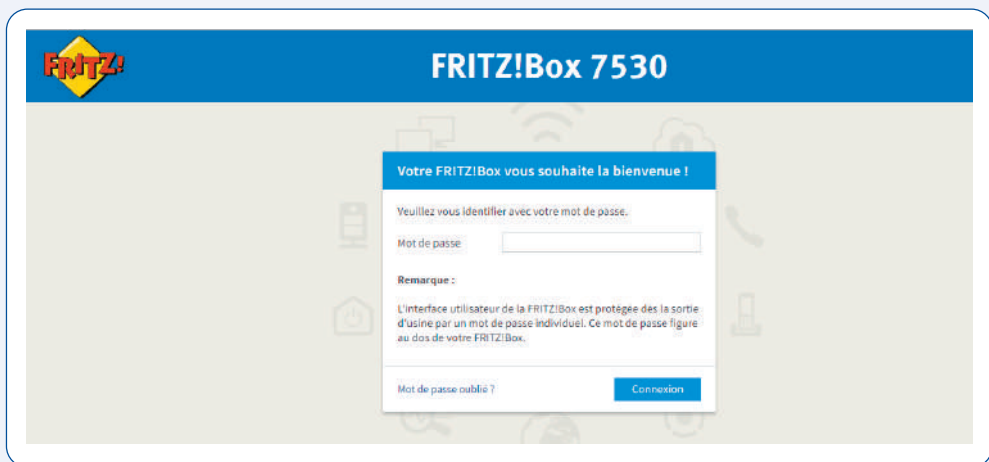 FRITZ!
FRITZ!Box 7530
Votre FRITZ!Box vous souhaite la bienvenue !
Veuillez vous identifier avec votre mot de passe.
Mot de passe
Remarque :
L'interface utilisateur de la FRITZ!Box est protégée dès la sortie
d'usine par un mot de passe individuel. Ce mot de passe figure
au dos de votre FRITZ!Box.
Mot de passe oublié ?
Connexion